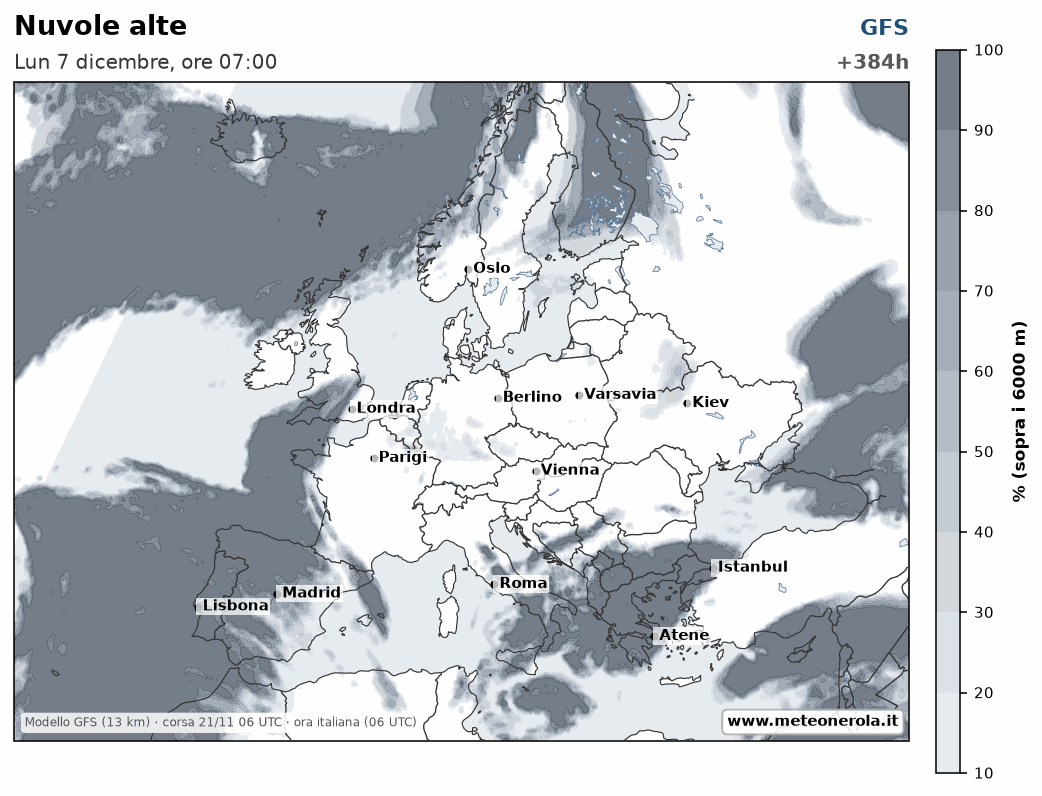 Nuvole alte
GFS
Lun 7 dicembre, ore 07:00
+384h
100
90
80
70
60
50
40
30
20
10
% (sopra i 6000 m)
Oslo
Berlino
Varsavia
Kiev
Londra
Parigi
Vienna
Istanbul
Roma
Madrid
Lisbona
Atene
Modello GFS (13 km) · corsa 21/11 06 UTC · ora italiana (06 UTC)
www.meteonerola.it